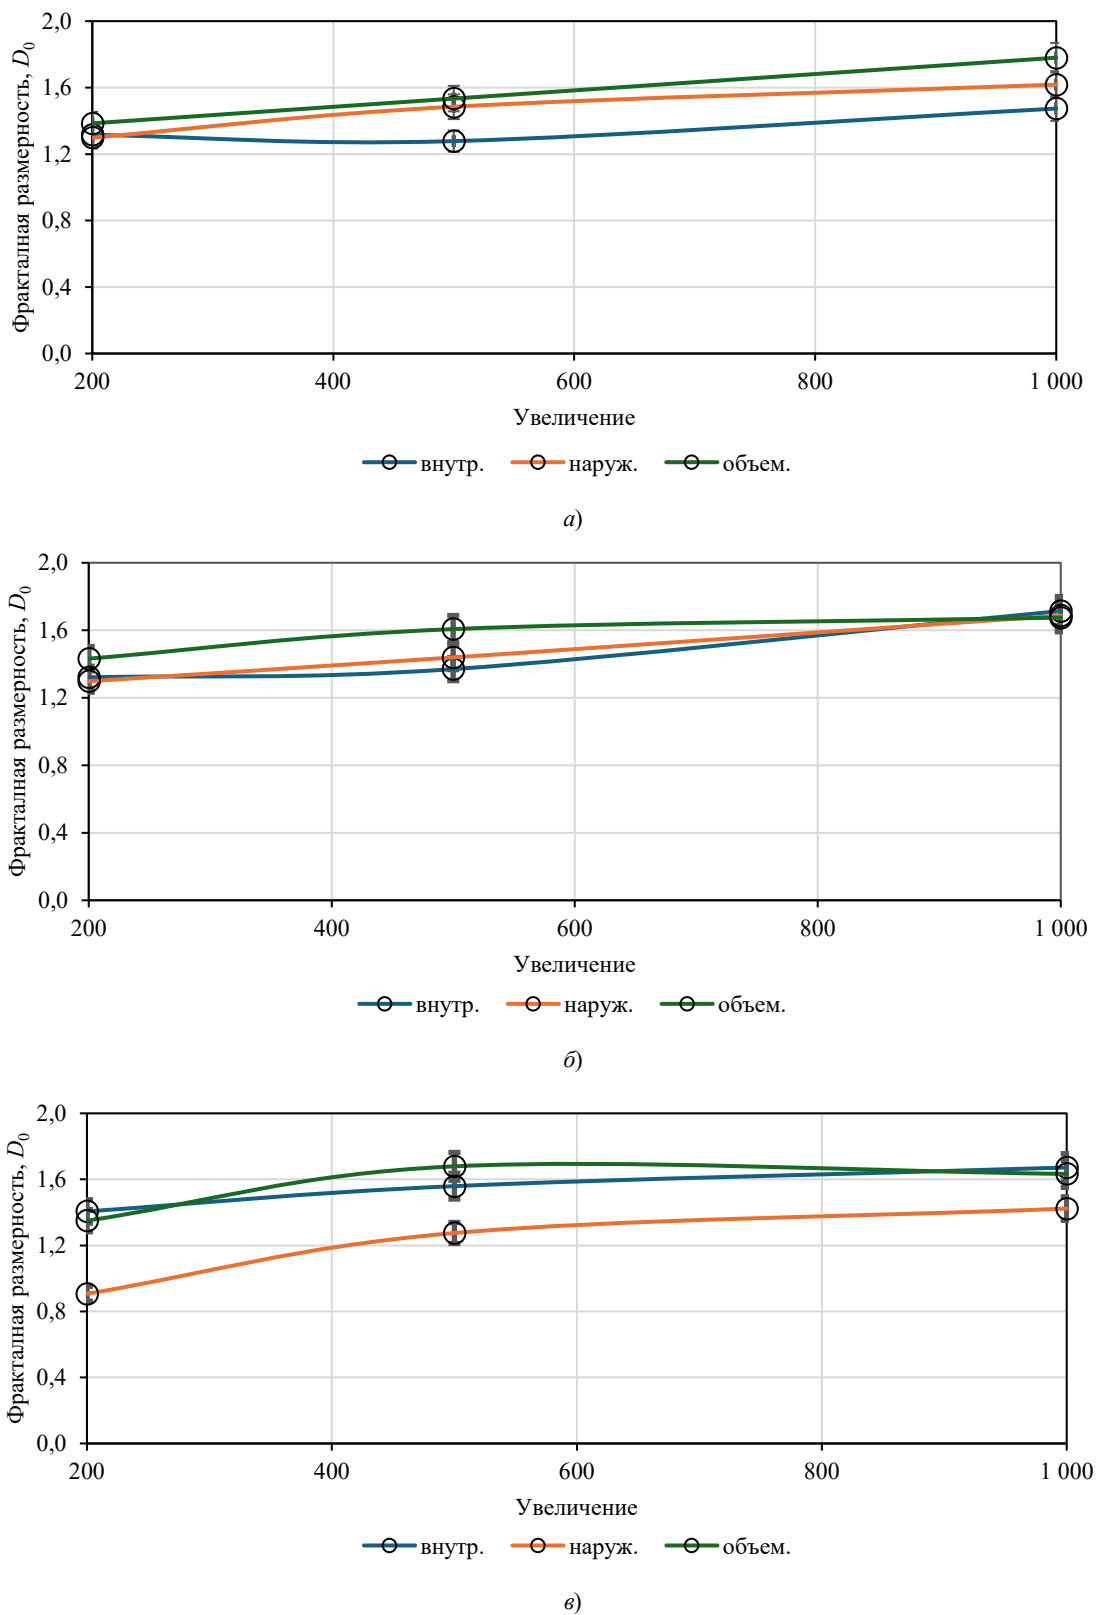 Фракталная размерность, D0
2,0
1,6
1,2
0,8
0,4
0,0
200 400 600 800 1 000
Увеличение
внутр. наруж. объем.
а)
Фракталная размерность, D0
2,0
1,6
1,2
0,8
0,4
0,0
200 400 600 800 1 000
Увеличение
внутр. наруж. объем.
б)
Фракталная размерность, D0
2,0
1,6
1,2
0,8
0,4
0,0
200 400 600 800 1 000
Увеличение
внутр. наруж. объем.
в)